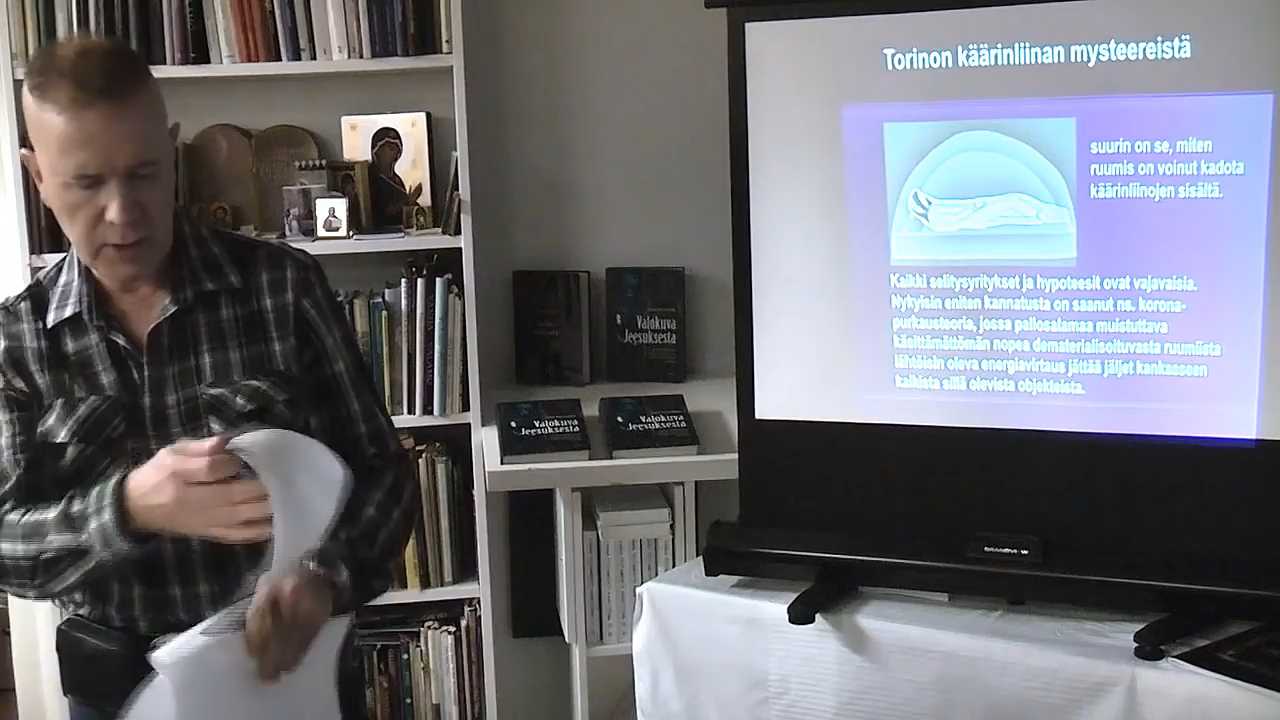 Torinon käärinliinan mysteereistä
suurin on se, miten
ruumis on voinut kadota
käärinliinojen sisältä.
Kaikki selitysyritykset ja hypoteesit ovat vajavaisia.
Nykyisin eniten kannatusta on saanut ns. korona-
purkausteoria, jossa pallosalamaa muistuttava
käsittämättömän nopea dematerialisoituvasta ruumiista
lähtöisin oleva energiavirtaus jättää jäljet kankaaseen
kaikista sillä olevista objekteista.
Valokuva
Jeesuksesta
Valokuva
Jeesuksesta
Valokuva
Jeesuksesta
GRANDVIEW